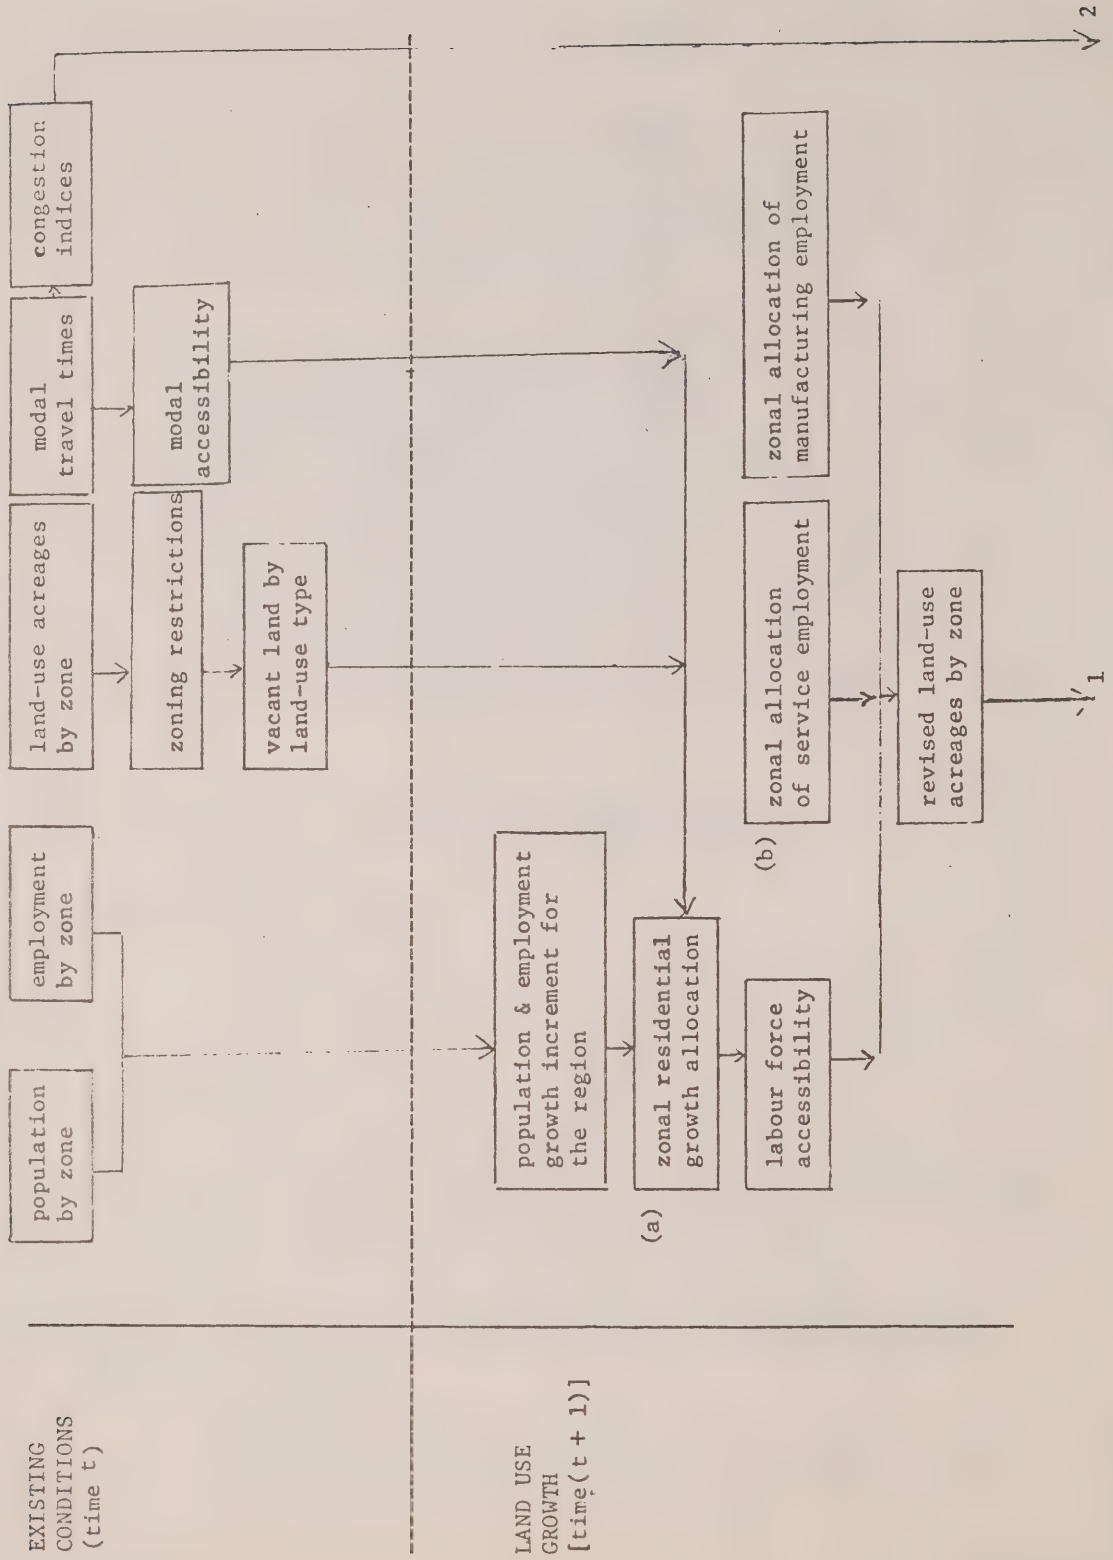 EXISTING
CONDITIONS
(time t)
population
by zone
employment
by zone
land-use acreages
by zone
modal
travel times
congestion
indices
zoning restrictions
modal
accessibility
vacant land by
land-use type
LAND USE
GROWTH
[time(t + 1)]
population & employment
growth increment for
the region
(a)
zonal residential
growth allocation
labour force
accessibility
(b)
zonal allocation
of service employment
zonal allocation of
manufacturing employment
revised land-use
acreages by zone
1
2